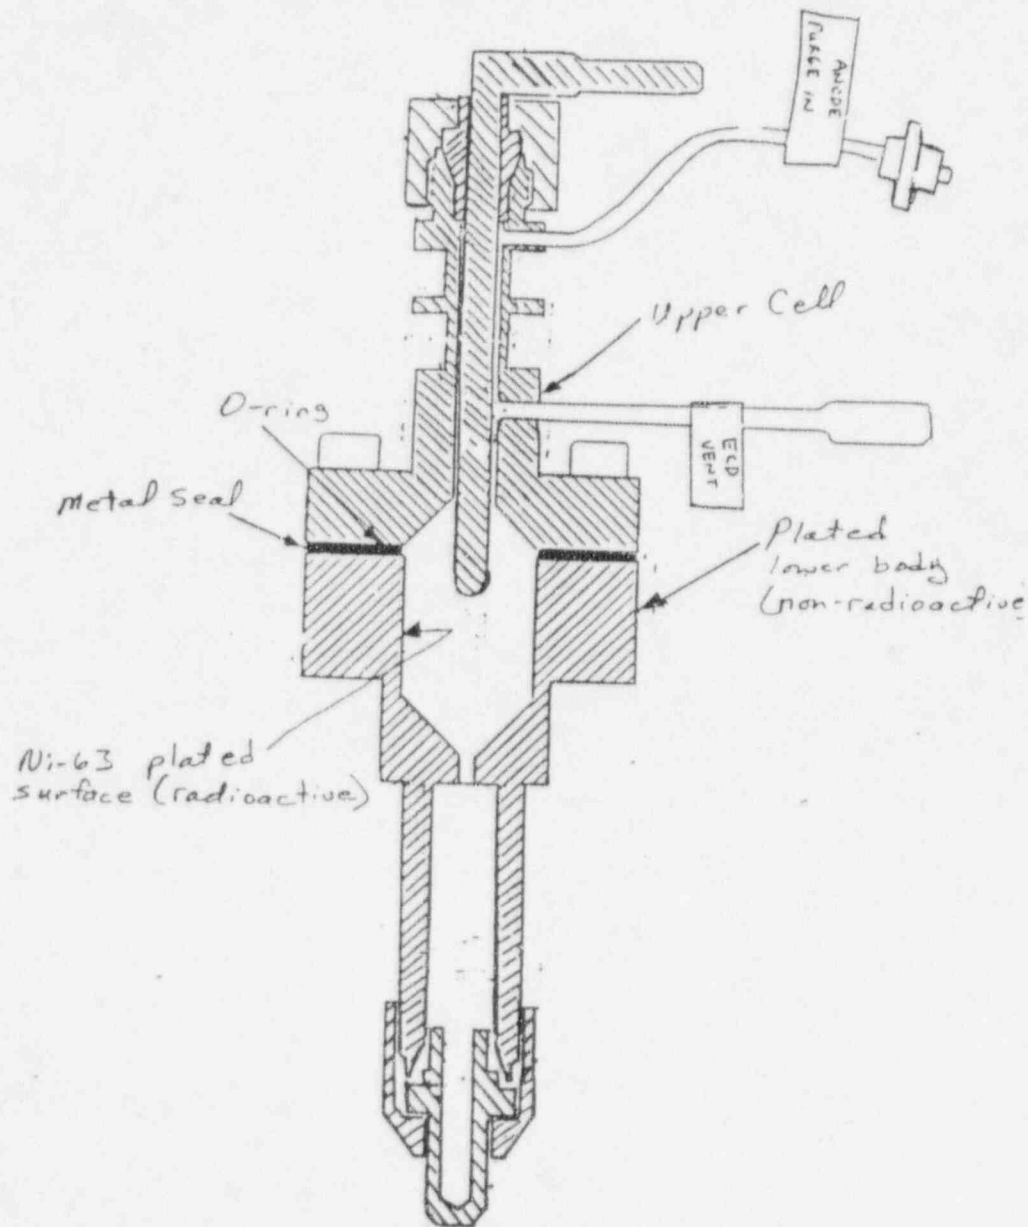 ANODE
PURGE IN
Upper Cell
O-ring
Metal Seal
ECD
VENT
Plated
lower body
(non-radioactive
Ni-63 plated
surface (radioactive)